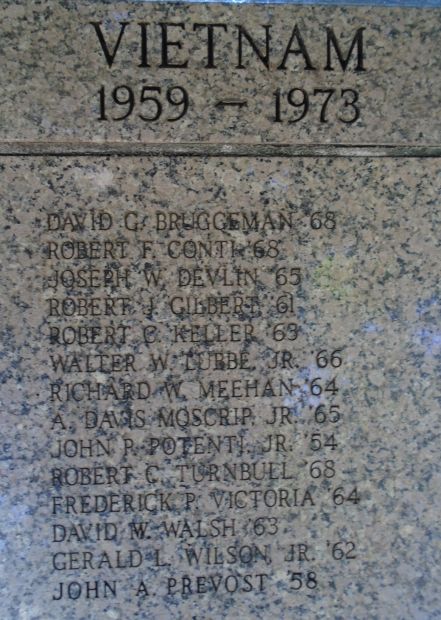 VIETNAM
1959 – 1973
DAVID G. BRUGGEMAN '68
ROBERT F. CONTI '68
JOSEPH W. DEVLIN '65
ROBERT J. GILBERT '61
ROBERT C. KELLER '63
WALTER W. LUBBE, JR. '66
RICHARD W. MEEHAN '64
A. DAVIS MOSCRIP, JR. '65
JOHN P. POTENTI, JR. '54
ROBERT C. TURNBULL '68
FREDERICK P. VICTORIA '64
DAVID W. WALSH '63
GERALD L. WILSON, JR. '62
JOHN A. PREVOST '58